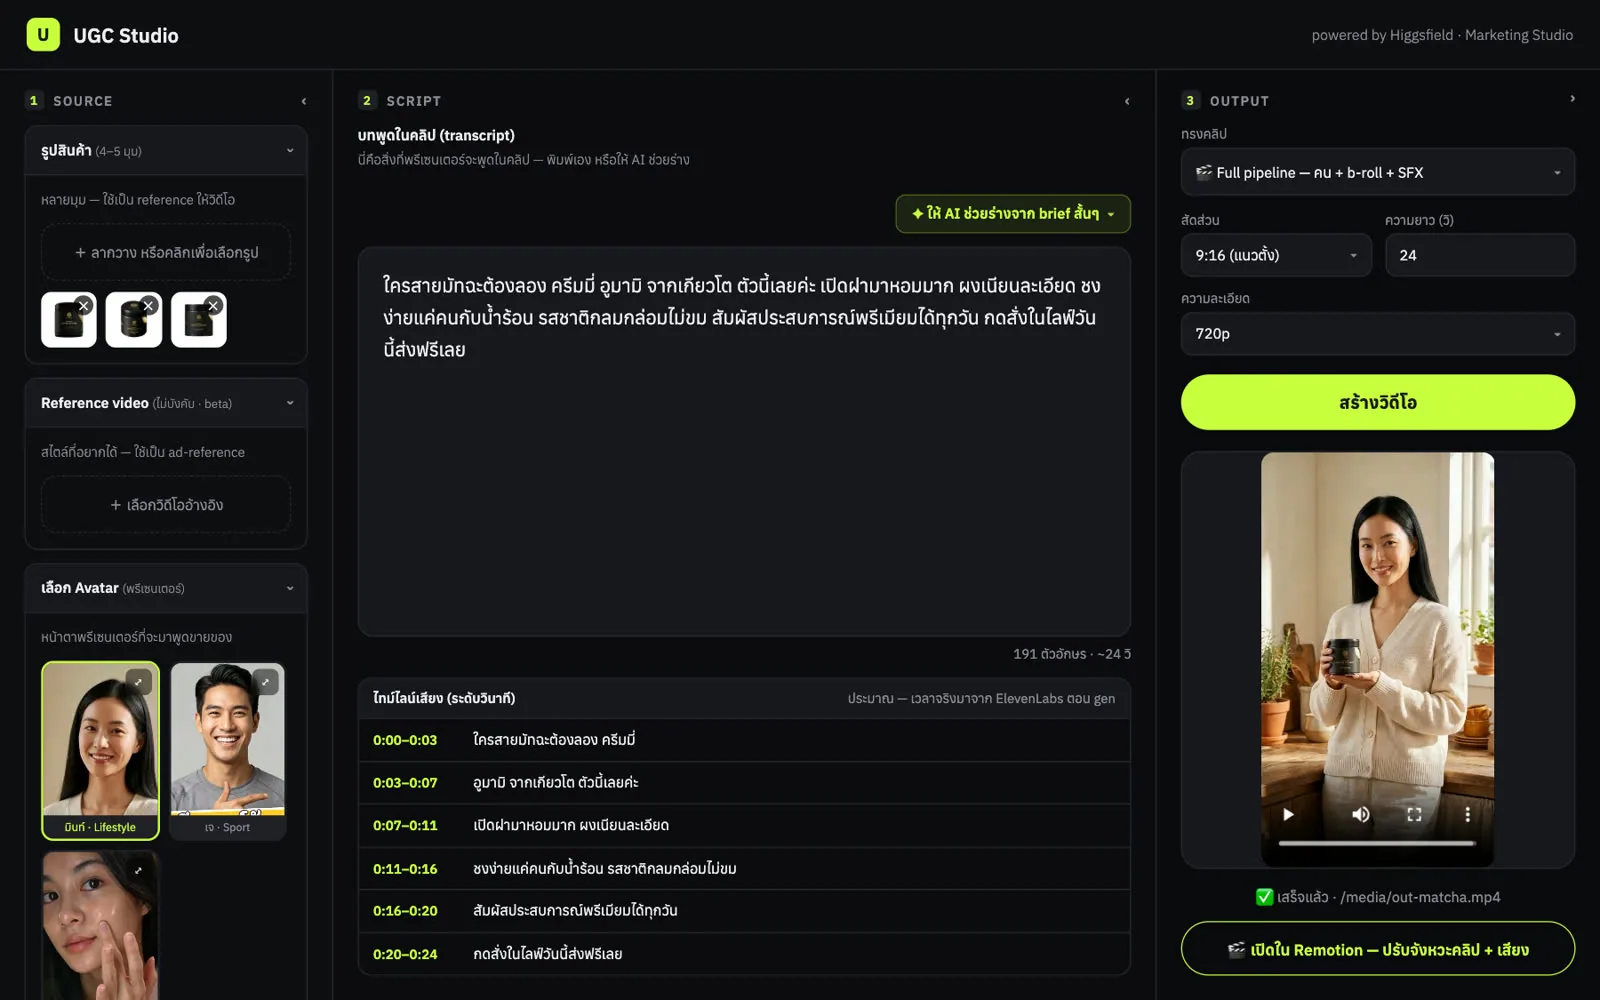 U UGC Studio
powered by Higgsfield · Marketing Studio
1 SOURCE
รูปสินค้า (4–5 มุม)
หลายมุม — ใช้เป็น reference ให้วิดีโอ
+ ลากวาง หรือคลิกเพื่อเลือกรูป
Reference video (ไม่บังคับ · beta)
สไตล์ที่อยากได้ — ใช้เป็น ad-reference
+ เลือกวิดีโออ้างอิง
เลือก Avatar (พรีเซนเตอร์)
หน้าตาพรีเซนเตอร์ที่จะมาพูดขายของ
มินท์ · Lifestyle
เจ · Sport
2 SCRIPT
บทพูดในคลิป (transcript)
นี่คือสิ่งที่พรีเซนเตอร์จะพูดในคลิป — พิมพ์เอง หรือให้ AI ช่วยร่าง
✦ ให้ AI ช่วยร่างจาก brief สั้นๆ
ใครสายมัทฉะต้องลอง ครีมมี่ อูมามิ จากเกียวโต ตัวนี้เลยค่ะ เปิดฝามาหอมมาก ผงเนียนละเอียด ชง
ง่ายแค่คนกับน้ำร้อน รสชาติกลมกล่อมไม่ขม สัมผัสประสบการณ์พรีเมียมได้ทุกวัน กดสั่งในไลฟ์วัน
นี้ส่งฟรีเลย
191 ตัวอักษร · ~24 วิ
ไทม์ไลน์เสียง (ระดับวินาที)
ประมาณ — เวลาจริงมาจาก ElevenLabs ตอน gen
0:00–0:03 ใครสายมัทฉะต้องลอง ครีมมี่
0:03–0:07 อูมามิ จากเกียวโต ตัวนี้เลยค่ะ
0:07–0:11 เปิดฝามาหอมมาก ผงเนียนละเอียด
0:11–0:16 ชงง่ายแค่คนกับน้ำร้อน รสชาติกลมกล่อมไม่ขม
0:16–0:20 สัมผัสประสบการณ์พรีเมียมได้ทุกวัน
0:20–0:24 กดสั่งในไลฟ์วันนี้ส่งฟรีเลย
3 OUTPUT
ทรงคลิป
🎬 Full pipeline — คน + b-roll + SFX
สัดส่วน
9:16 (แนวตั้ง)
ความยาว (วิ)
24
ความละเอียด
720p
สร้างวิดีโอ
✅ เสร็จแล้ว · /media/out-matcha.mp4
🎬 เปิดใน Remotion — ปรับจังหวะคลิป + เสียง